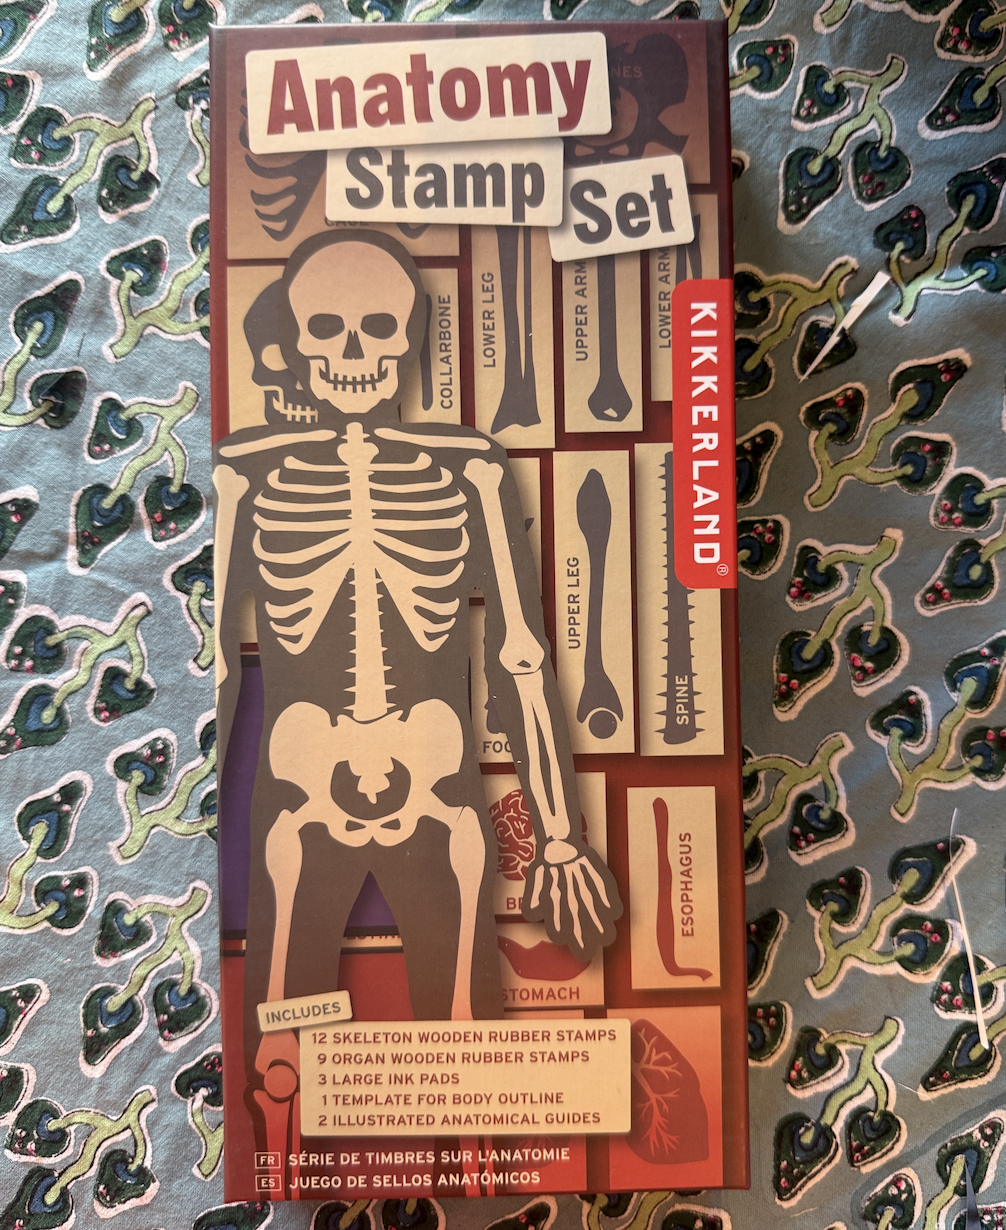 Anatomy
Stamp
Set
KIKKERLAND®
COLLARBONE
LOWER LEG
UPPER ARM
LOWER ARM
UPPER LEG
SPINE
ESOPHAGUS
STOMACH
INCLUDES
12 SKELETON WOODEN RUBBER STAMPS
9 ORGAN WOODEN RUBBER STAMPS
3 LARGE INK PADS
1 TEMPLATE FOR BODY OUTLINE
2 ILLUSTRATED ANATOMICAL GUIDES
FR SÉRIE DE TIMBRES SUR L'ANATOMIE
ES JUEGO DE SELLOS ANATÓMICOS